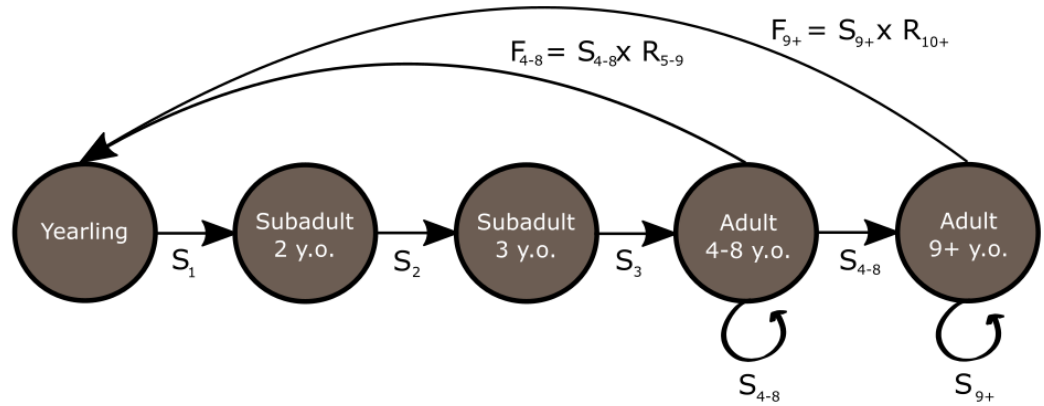 F₉₊ = S₉₊ x R₁₀₊
F₄₋₈ = S₄₋₈ x R₅₋₉
Yearling
Subadult
2 y.o.
Subadult
3 y.o.
Adult
4-8 y.o.
Adult
9+ y.o.
S₁
S₂
S₃
S₄₋₈
S₄₋₈
S₉₊